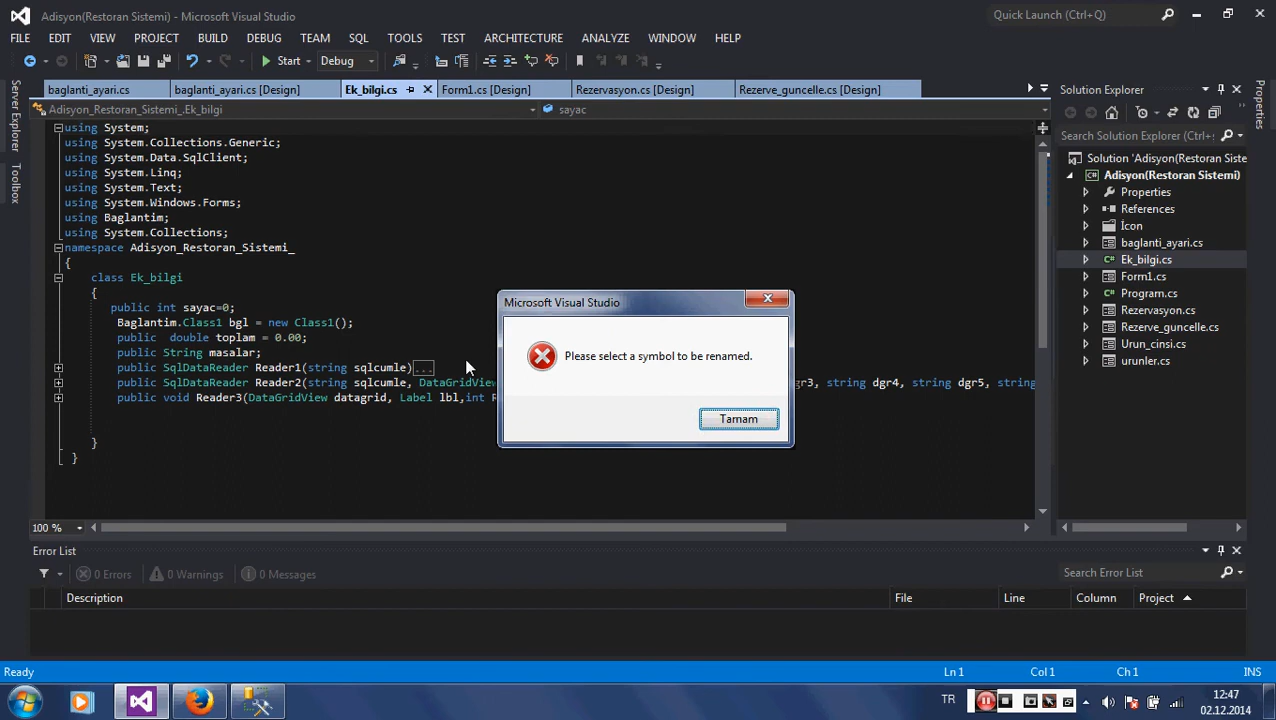 Adisyon(Restoran Sistemi) - Microsoft Visual Studio
Quick Launch (Ctrl+Q)
FILE EDIT VIEW PROJECT BUILD DEBUG TEAM SQL TOOLS TEST ARCHITECTURE ANALYZE WINDOW HELP
Start Debug
Server Explorer
Toolbox
baglanti_ayari.cs baglanti_ayari.cs [Design] Ek_bilgi.cs Form1.cs [Design] Rezervasyon.cs [Design] Rezerve_guncelle.cs [Design]
Adisyon_Restoran_Sistemi_.Ek_bilgi sayac
using System;
using System.Collections.Generic;
using System.Data.SqlClient;
using System.Linq;
using System.Text;
using System.Windows.Forms;
using Baglantim;
using System.Collections;
namespace Adisyon_Restoran_Sistemi_
{
class Ek_bilgi
{
public int sayac=0;
Baglantim.Class1 bgl = new Class1();
public double toplam = 0.00;
public String masalar;
public SqlDataReader Reader1(string sqlcumle)...
public SqlDataReader Reader2(string sqlcumle, DataGridView gr3, string dgr4, string dgr5, string
public void Reader3(DataGridView datagrid, Label lbl,int R
}
}
Microsoft Visual Studio
Please select a symbol to be renamed.
Tamam
100 %
Solution Explorer
Search Solution Explorer
Solution 'Adisyon(Restoran Siste
Adisyon(Restoran Sistemi)
Properties
References
İcon
baglanti_ayari.cs
Ek_bilgi.cs
Form1.cs
Program.cs
Rezervasyon.cs
Rezerve_guncelle.cs
Urun_cinsi.cs
urunler.cs
Properties
Error List
0 Errors 0 Warnings 0 Messages
Search Error List
Description File Line Column Project
Ready Ln 1 Col 1 Ch 1 INS
TR
12:47
02.12.2014